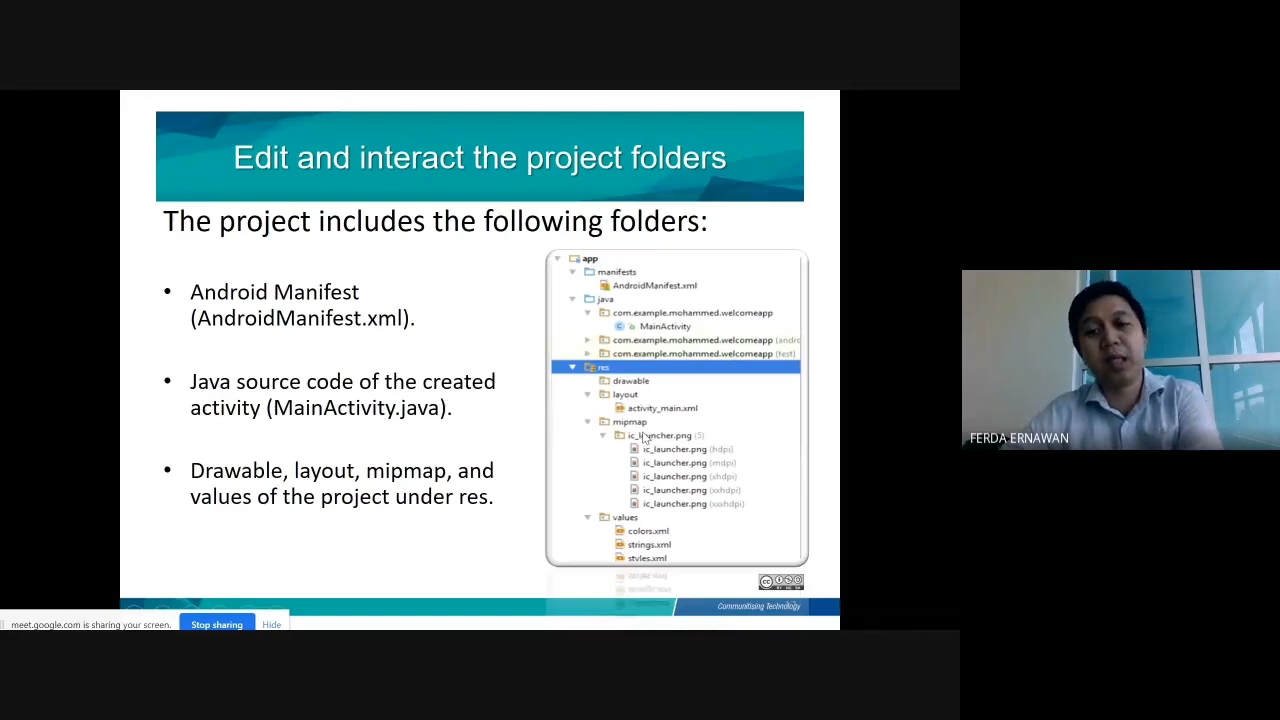 Edit and interact the project folders
The project includes the following folders:
• Android Manifest
(AndroidManifest.xml).
• Java source code of the created
activity (MainActivity.java).
• Drawable, layout, mipmap, and
values of the project under res.
app
manifests
AndroidManifest.xml
java
com.example.mohammed.welcomeapp
MainActivity
com.example.mohammed.welcomeapp (andro
com.example.mohammed.welcomeapp (test)
res
drawable
layout
activity_main.xml
mipmap
ic_launcher.png (5)
ic_launcher.png (hdpi)
ic_launcher.png (mdpi)
ic_launcher.png (xhdpi)
ic_launcher.png (xxhdpi)
ic_launcher.png (xxxhdpi)
values
colors.xml
strings.xml
styles.xml
Communitising Technology
meet.google.com is sharing your screen.
Stop sharing
Hide
FERDA ERNAWAN